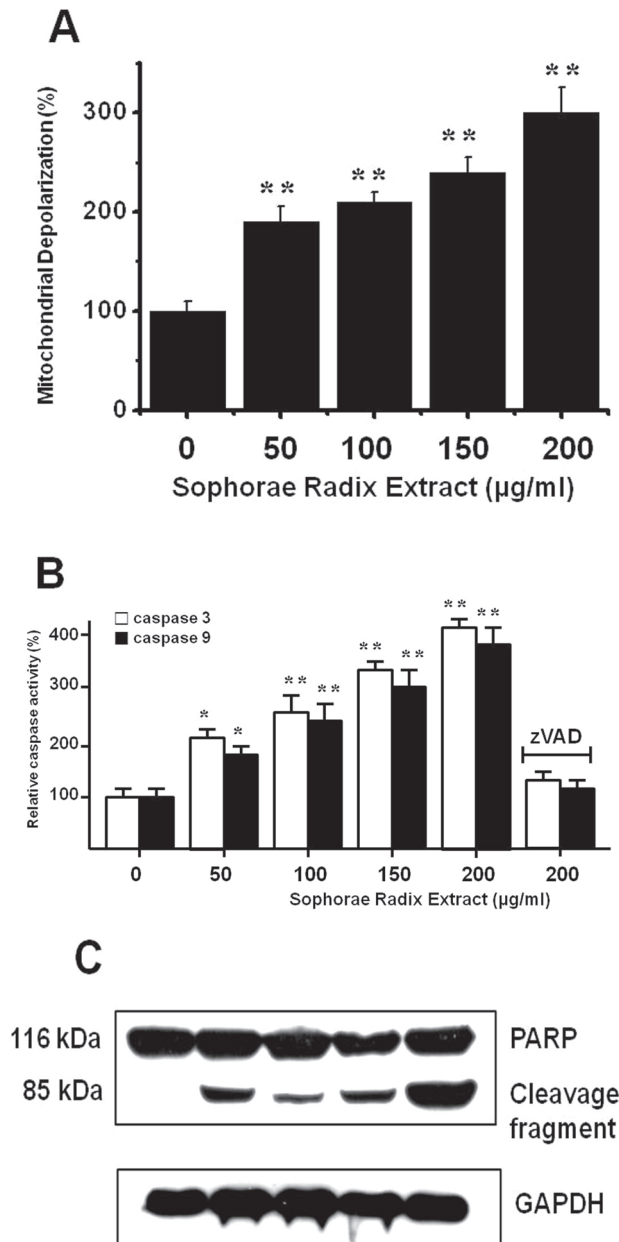 A
Mitochondrial Depolarization (%)
300
200
100
0
**
**
**
**
0 50 100 150 200
Sophorae Radix Extract (µg/ml)
B
Relative caspase activity (%)
caspase 3
caspase 9
400
300
200
100
*
*
**
**
**
**
**
**
zVAD
0 50 100 150 200 200
Sophorae Radix Extract (µg/ml)
C
116 kDa
PARP
85 kDa
Cleavage
fragment
GAPDH